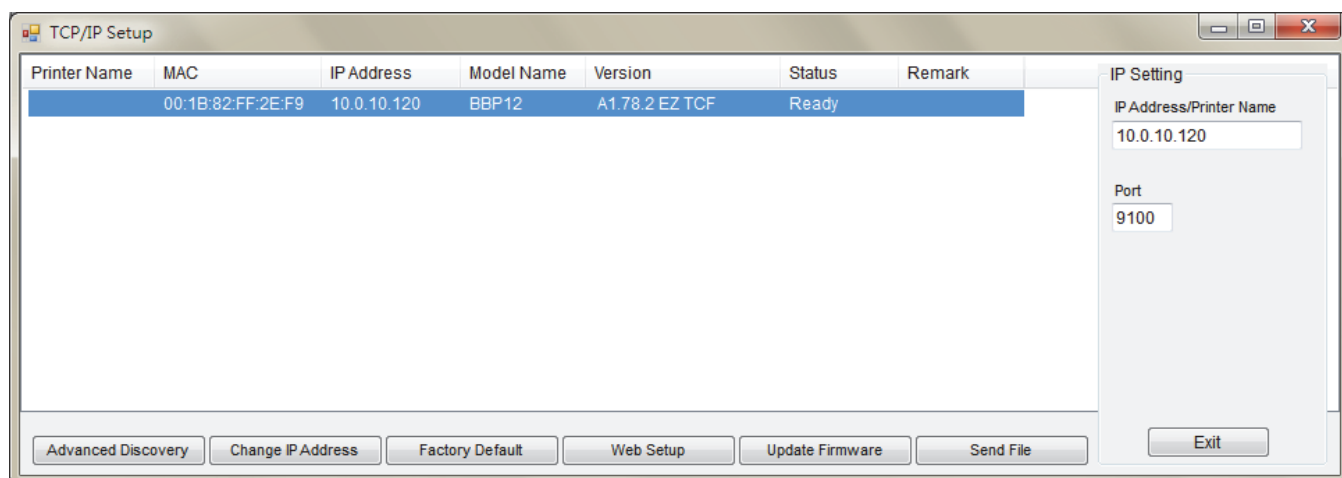 TCP/IP Setup
Printer Name MAC IP Address Model Name Version Status Remark
00:1B:82:FF:2E:F9 10.0.10.120 BBP12 A1.78.2 EZ TCF Ready
IP Setting
IP Address/Printer Name
10.0.10.120
Port
9100
Advanced Discovery Change IP Address Factory Default Web Setup Update Firmware Send File Exit